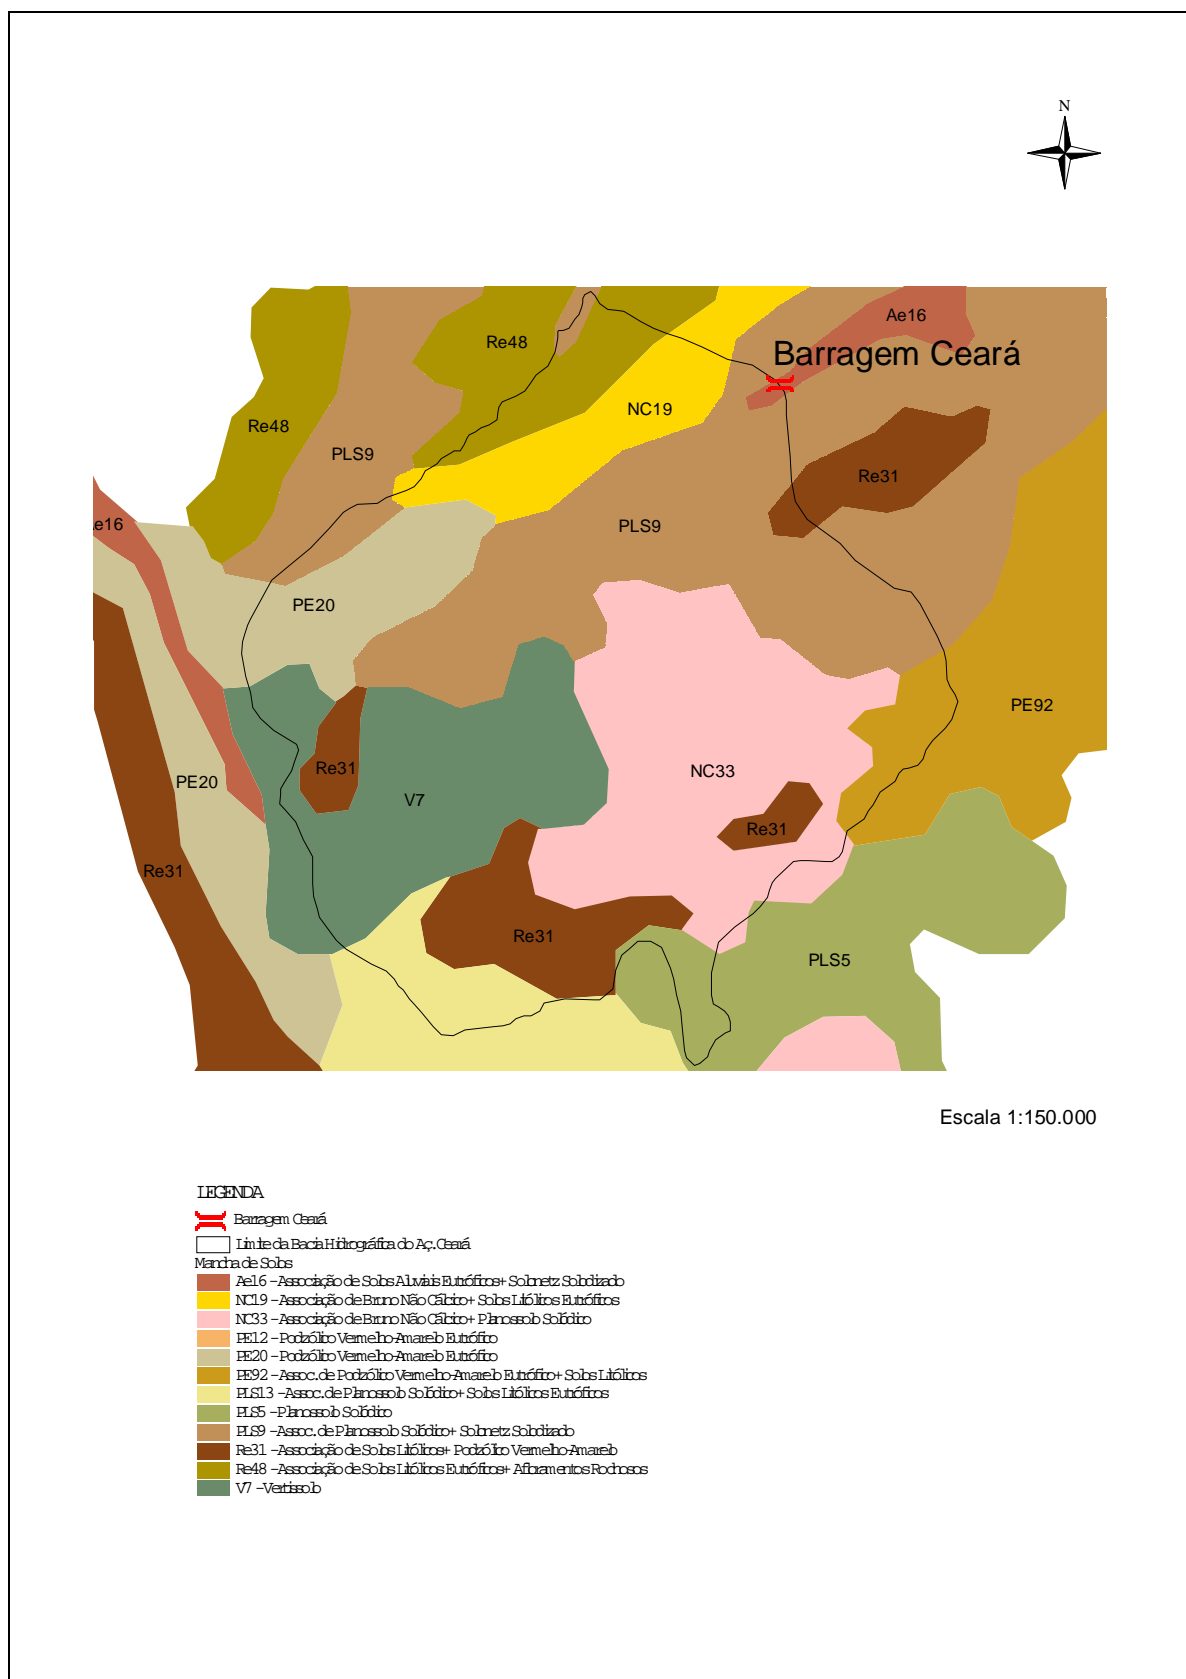 N
Ae16
Re48
Barragem Ceará
NC19
Re48
PLS9
Re31
e16
PLS9
PE20
PE92
Re31
NC33
PE20
V7
Re31
Re31
Re31
PLS5
Escala 1:150.000
LEGENDA
Barragem Ceará
Limite da Bacia Hidrográfica do Aç. Ceará
Mancha de Solos
Ae16 - Associação de Solos Aluviais Eutróficos + Solonetz Solodizado
NC19 - Associação de Bruno Não Cálcico + Solos Litólicos Eutróficos
NC33 - Associação de Bruno Não Cálcico + Planossolo Solódico
PE12 - Podzólico Vermelho-Amarelo Eutrófico
PE20 - Podzólico Vermelho-Amarelo Eutrófico
PE92 - Assoc. de Podzólico Vermelho-Amarelo Eutrófico + Solos Litólicos
PLS13 - Assoc. de Planossolo Solódico + Solos Litólicos Eutróficos
PLS5 - Planossolo Solódico
PLS9 - Assoc. de Planossolo Solódico + Solonetz Solodizado
Re31 - Associação de Solos Litólicos + Podzólico Vermelho-Amarelo
Re48 - Associação de Solos Litólicos Eutróficos + Afloramentos Rochosos
V7 - Vertissolo